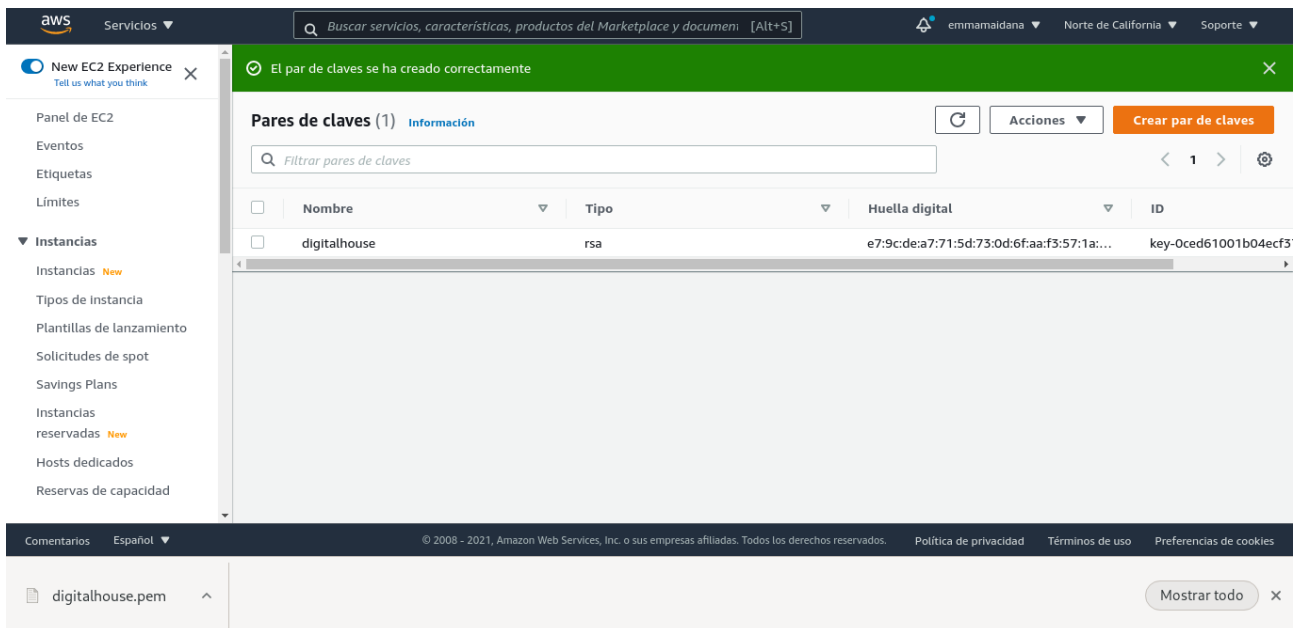 aws Servicios ▼ Buscar servicios, características, productos del Marketplace y document [Alt+S] emmamaidana ▼ Norte de California ▼ Soporte ▼
New EC2 Experience
Tell us what you think
El par de claves se ha creado correctamente
Panel de EC2
Eventos
Etiquetas
Límites
▼ Instancias
Instancias New
Tipos de instancia
Plantillas de lanzamiento
Solicitudes de spot
Savings Plans
Instancias
reservadas New
Hosts dedicados
Reservas de capacidad
Pares de claves (1) Información Acciones ▼ Crear par de claves
Filtrar pares de claves < 1 >
Nombre Tipo Huella digital ID
digitalhouse rsa e7:9c:de:a7:71:5d:73:0d:6f:aa:f3:57:1a:... key-0ced61001b04ecf3
Comentarios Español ▼ © 2008 - 2021, Amazon Web Services, Inc. o sus empresas afiliadas. Todos los derechos reservados. Política de privacidad Términos de uso Preferencias de cookies
digitalhouse.pem Mostrar todo